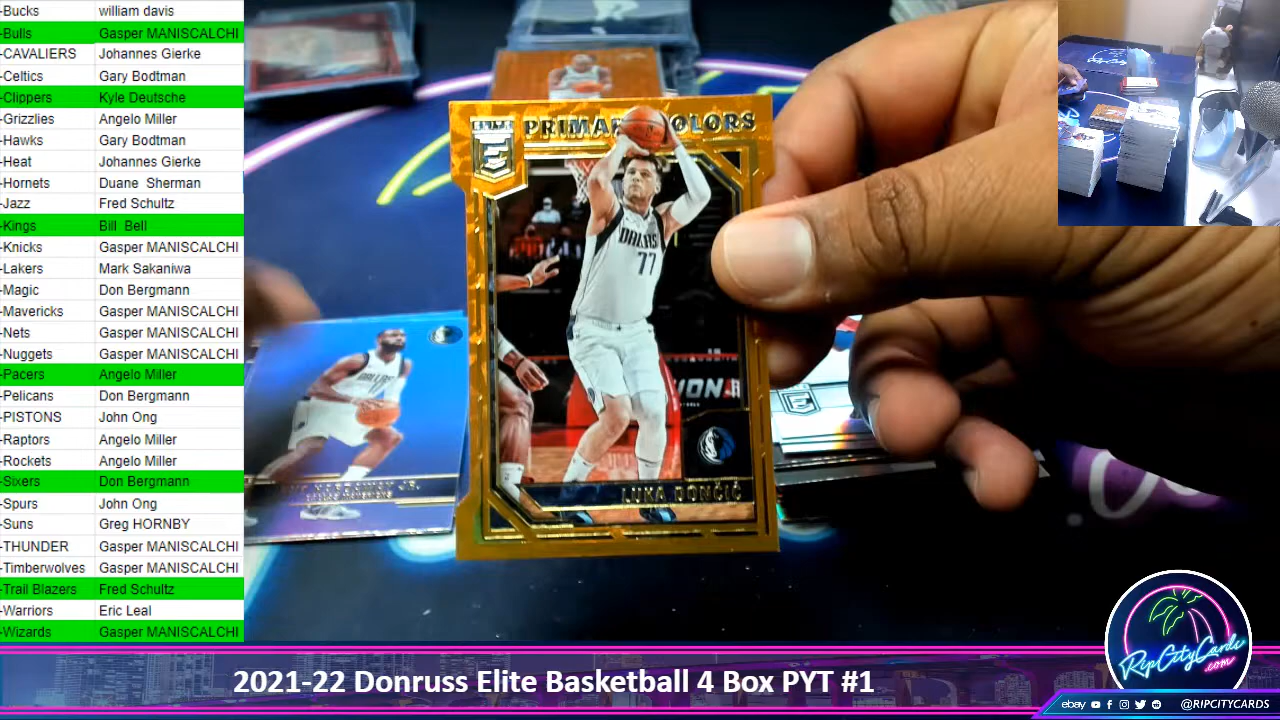 -Bucks william davis
-Bulls Gasper MANISCALCHI
-CAVALIERS Johannes Gierke
-Celtics Gary Bodtman
-Clippers Kyle Deutsche
-Grizzlies Angelo Miller
-Hawks Gary Bodtman
-Heat Johannes Gierke
-Hornets Duane Sherman
-Jazz Fred Schultz
-Kings Bill Bell
-Knicks Gasper MANISCALCHI
-Lakers Mark Sakaniwa
-Magic Don Bergmann
-Mavericks Gasper MANISCALCHI
-Nets Gasper MANISCALCHI
-Nuggets Gasper MANISCALCHI
-Pacers Angelo Miller
-Pelicans Don Bergmann
-PISTONS John Ong
-Raptors Angelo Miller
-Rockets Angelo Miller
-Sixers Don Bergmann
-Spurs John Ong
-Suns Greg HORNBY
-THUNDER Gasper MANISCALCHI
-Timberwolves Gasper MANISCALCHI
-Trail Blazers Fred Schultz
-Warriors Eric Leal
-Wizards Gasper MANISCALCHI
PRIMA OLORS
DALLAS
77
LUKA DONČIĆ
DALLAS
JR.
RipCityCards
.com
2021-22 Donruss Elite Basketball 4 Box PYT #1
ebay @RIPCITYCARDS